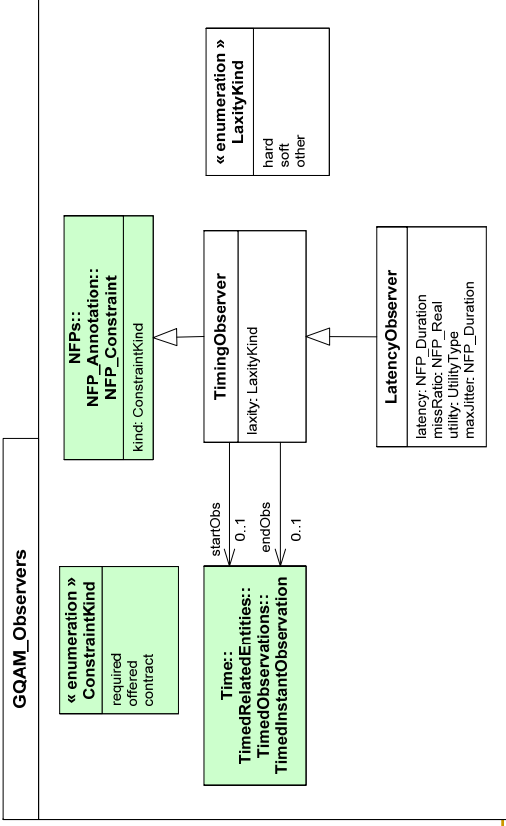 GQAM_Observers
« enumeration »
ConstraintKind
required
offered
contract
NFPs::
NFP_Annotation::
NFP_Constraint
kind: ConstraintKind
« enumeration »
LaxityKind
hard
soft
other
Time::
TimedRelatedEntities::
TimedObservations::
TimedInstantObservation
startObs
0..1
endObs
0..1
TimingObserver
laxity: LaxityKind
LatencyObserver
latency: NFP_Duration
missRatio: NFP_Real
utility: UtilityType
maxJitter: NFP_Duration